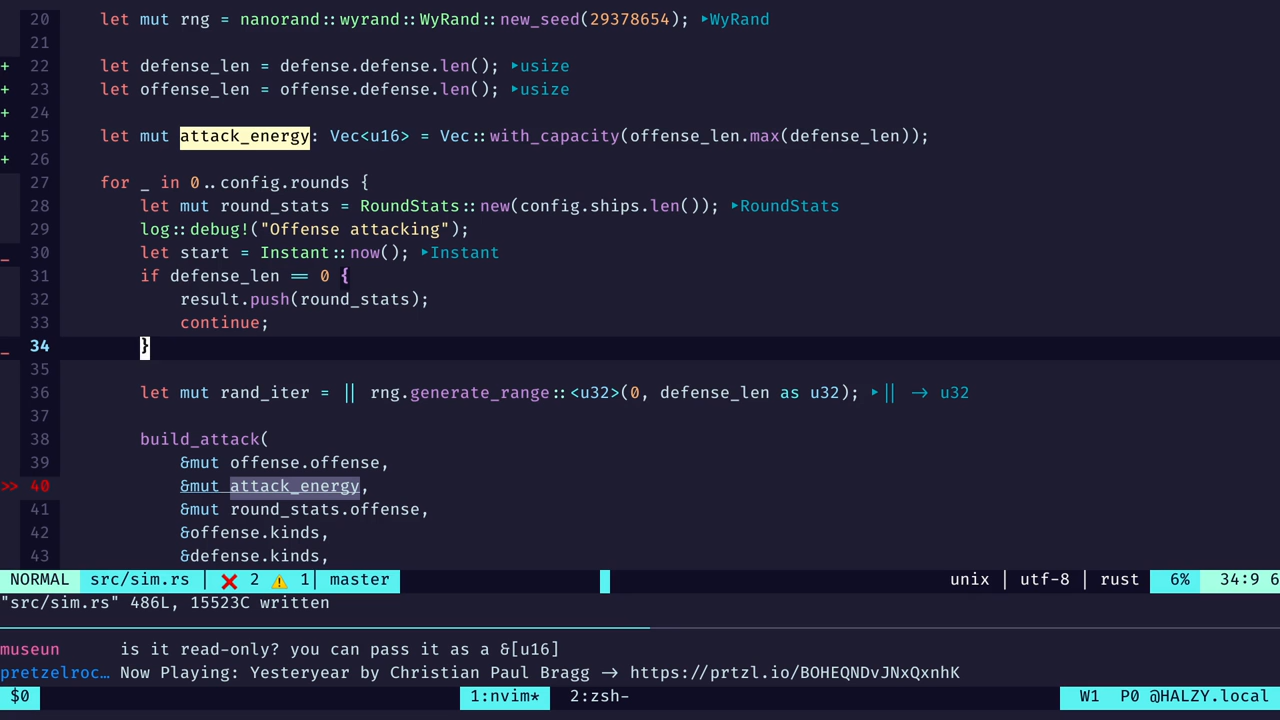 20 let mut rng = nanorand::wyrand::WyRand::new_seed(29378654); ▸WyRand
21
+ 22 let defense_len = defense.defense.len(); ▸usize
+ 23 let offense_len = offense.defense.len(); ▸usize
+ 24
+ 25 let mut attack_energy: Vec<u16> = Vec::with_capacity(offense_len.max(defense_len));
+ 26
27 for _ in 0..config.rounds {
28 let mut round_stats = RoundStats::new(config.ships.len()); ▸RoundStats
29 log::debug!("Offense attacking");
_ 30 let start = Instant::now(); ▸Instant
31 if defense_len == 0 {
32 result.push(round_stats);
33 continue;
_ 34 }
35
36 let mut rand_iter = || rng.generate_range::<u32>(0, defense_len as u32); ▸|| -> u32
37
38 build_attack(
39 &mut offense.offense,
>> 40 &mut attack_energy,
41 &mut round_stats.offense,
42 &offense.kinds,
43 &defense.kinds,
NORMAL src/sim.rs | ❌ 2 ⚠️ 1| master unix | utf-8 | rust 6% 34:9 6
"src/sim.rs" 486L, 15523C written
museun is it read-only? you can pass it as a &[u16]
pretzelroc… Now Playing: Yesteryear by Christian Paul Bragg -> https://prtzl.io/BOHEQNDvJNxQxnhK
$0 1:nvim* 2:zsh- W1 P0 @HALZY.local